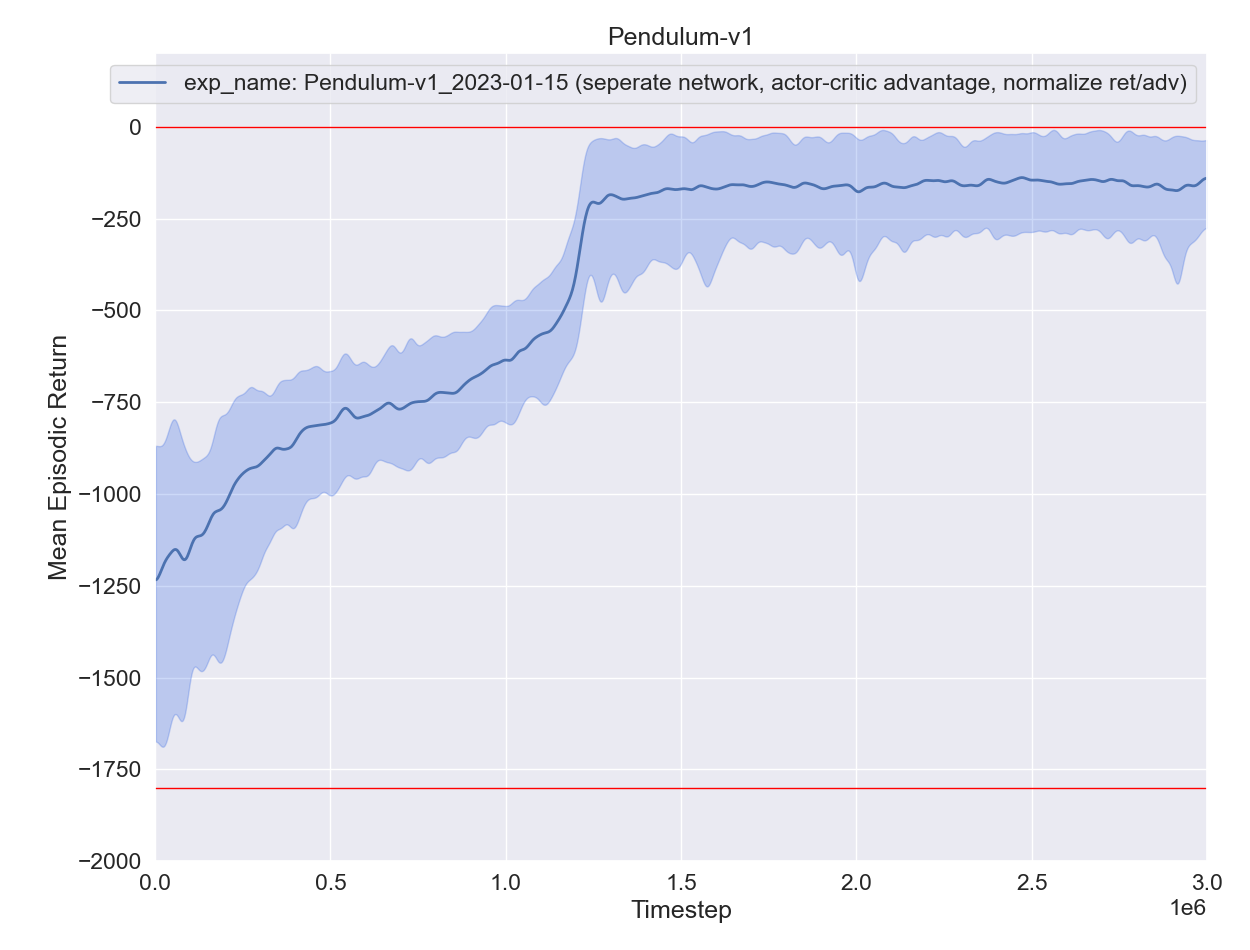 Pendulum-v1
exp_name: Pendulum-v1_2023-01-15 (seperate network, actor-critic advantage, normalize ret/adv)
Mean Episodic Return
0
−250
−500
−750
−1000
−1250
−1500
−1750
−2000
0.0 0.5 1.0 1.5 2.0 2.5 3.0
1e6
Timestep